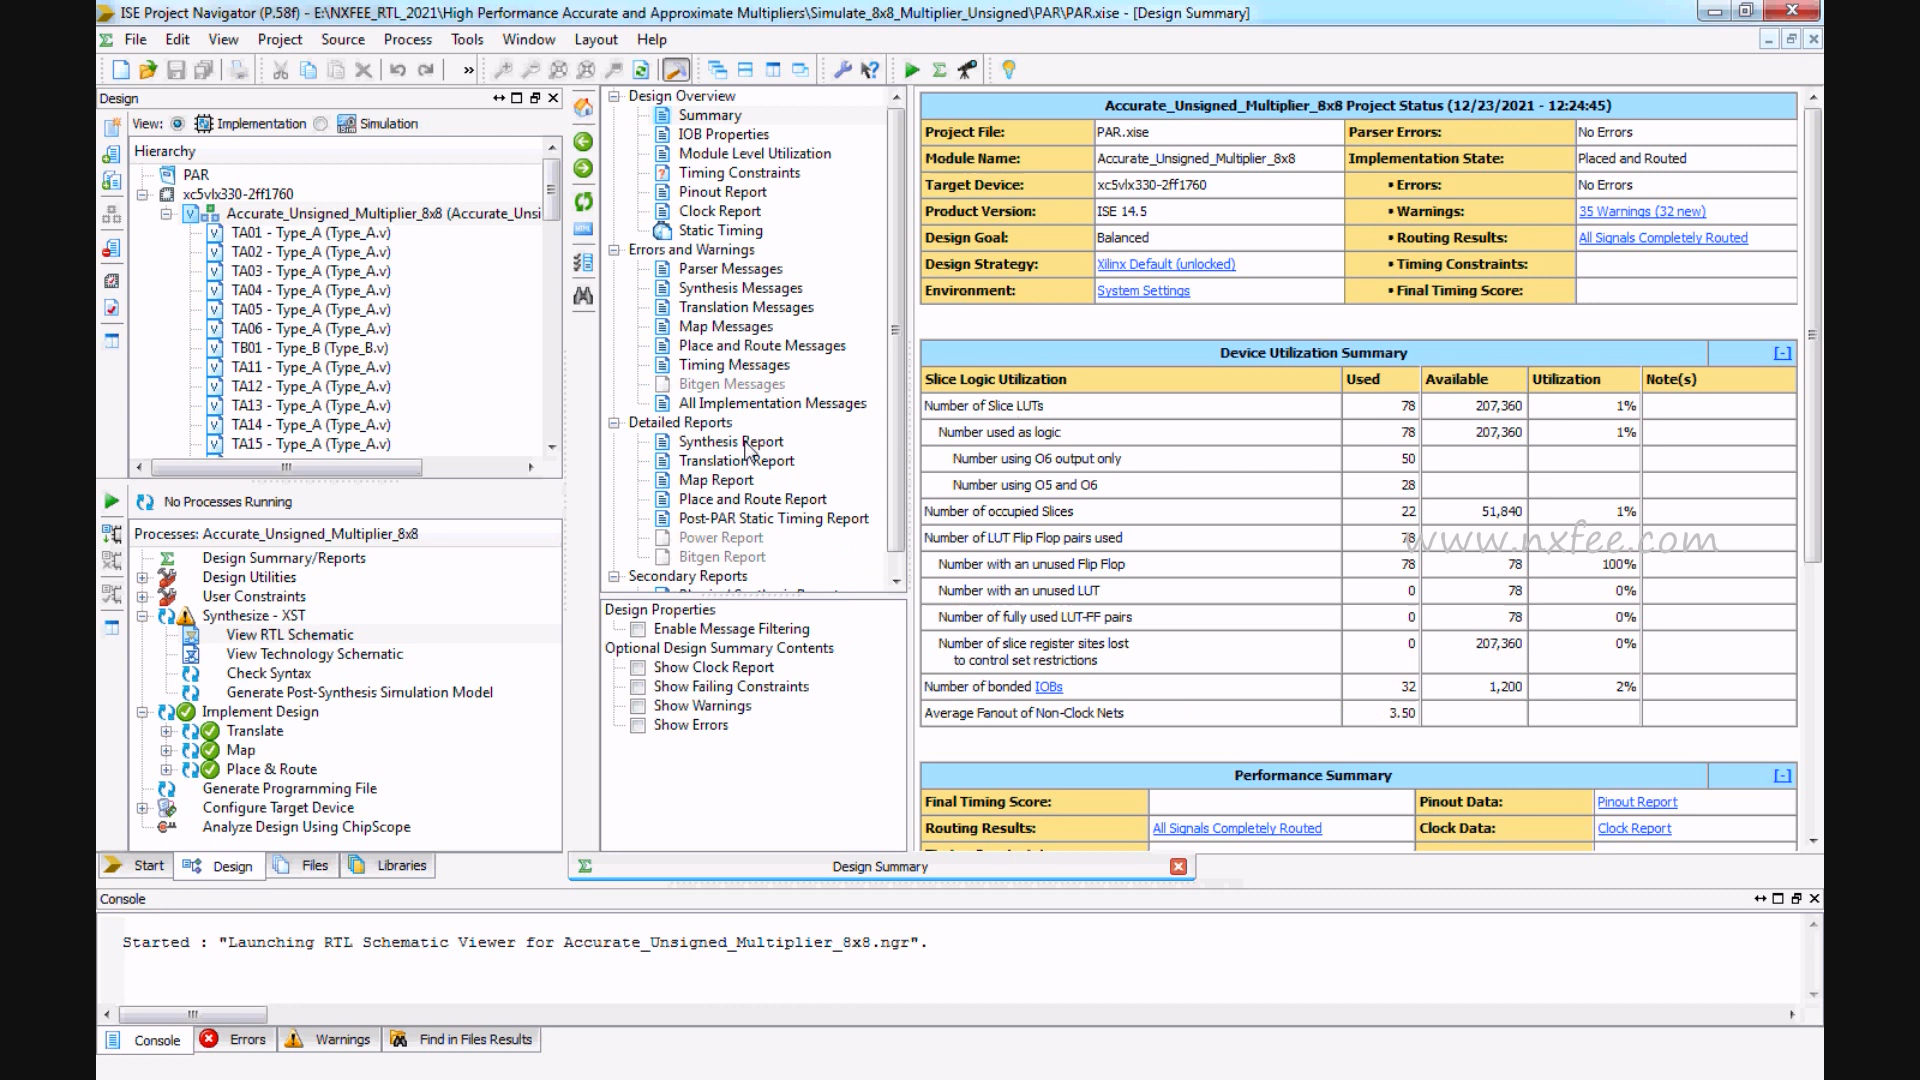 ISE Project Navigator (P.58f) - E:\NXFEE_RTL_2021\High Performance Accurate and Approximate Multipliers\Simulate_8x8_Multiplier_Unsigned\PAR\PAR.xise - [Design Summary]
File Edit View Project Source Process Tools Window Layout Help
»
Design
View: Implementation Simulation
Hierarchy
PAR
xc5vlx330-2ff1760
Accurate_Unsigned_Multiplier_8x8 (Accurate_Unsi
TA01 - Type_A (Type_A.v)
TA02 - Type_A (Type_A.v)
TA03 - Type_A (Type_A.v)
TA04 - Type_A (Type_A.v)
TA05 - Type_A (Type_A.v)
TA06 - Type_A (Type_A.v)
TB01 - Type_B (Type_B.v)
TA11 - Type_A (Type_A.v)
TA12 - Type_A (Type_A.v)
TA13 - Type_A (Type_A.v)
TA14 - Type_A (Type_A.v)
TA15 - Type_A (Type_A.v)
No Processes Running
Processes: Accurate_Unsigned_Multiplier_8x8
Design Summary/Reports
Design Utilities
User Constraints
Synthesize - XST
View RTL Schematic
View Technology Schematic
Check Syntax
Generate Post-Synthesis Simulation Model
Implement Design
Translate
Map
Place & Route
Generate Programming File
Configure Target Device
Analyze Design Using ChipScope
Start Design Files Libraries
Design Overview
Summary
IOB Properties
Module Level Utilization
Timing Constraints
Pinout Report
Clock Report
Static Timing
Errors and Warnings
Parser Messages
Synthesis Messages
Translation Messages
Map Messages
Place and Route Messages
Timing Messages
Bitgen Messages
All Implementation Messages
Detailed Reports
Synthesis Report
Translation Report
Map Report
Place and Route Report
Post-PAR Static Timing Report
Power Report
Bitgen Report
Secondary Reports
Design Properties
Enable Message Filtering
Optional Design Summary Contents
Show Clock Report
Show Failing Constraints
Show Warnings
Show Errors
Accurate_Unsigned_Multiplier_8x8 Project Status (12/23/2021 - 12:24:45)
Project File: PAR.xise Parser Errors: No Errors
Module Name: Accurate_Unsigned_Multiplier_8x8 Implementation State: Placed and Routed
Target Device: xc5vlx330-2ff1760 • Errors: No Errors
Product Version: ISE 14.5 • Warnings: 35 Warnings (32 new)
Design Goal: Balanced • Routing Results: All Signals Completely Routed
Design Strategy: Xilinx Default (unlocked) • Timing Constraints:
Environment: System Settings • Final Timing Score:
Device Utilization Summary [-]
Slice Logic Utilization Used Available Utilization Note(s)
Number of Slice LUTs 78 207,360 1%
Number used as logic 78 207,360 1%
Number using O6 output only 50
Number using O5 and O6 28
Number of occupied Slices 22 51,840 1%
Number of LUT Flip Flop pairs used 78
www.nxfee.com
Number with an unused Flip Flop 78 78 100%
Number with an unused LUT 0 78 0%
Number of fully used LUT-FF pairs 0 78 0%
Number of slice register sites lost
to control set restrictions 0 207,360 0%
Number of bonded IOBs 32 1,200 2%
Average Fanout of Non-Clock Nets 3.50
Performance Summary [-]
Final Timing Score: Pinout Data: Pinout Report
Routing Results: All Signals Completely Routed Clock Data: Clock Report
Design Summary
Console
Started : "Launching RTL Schematic Viewer for Accurate_Unsigned_Multiplier_8x8.ngr".
Console Errors Warnings Find in Files Results